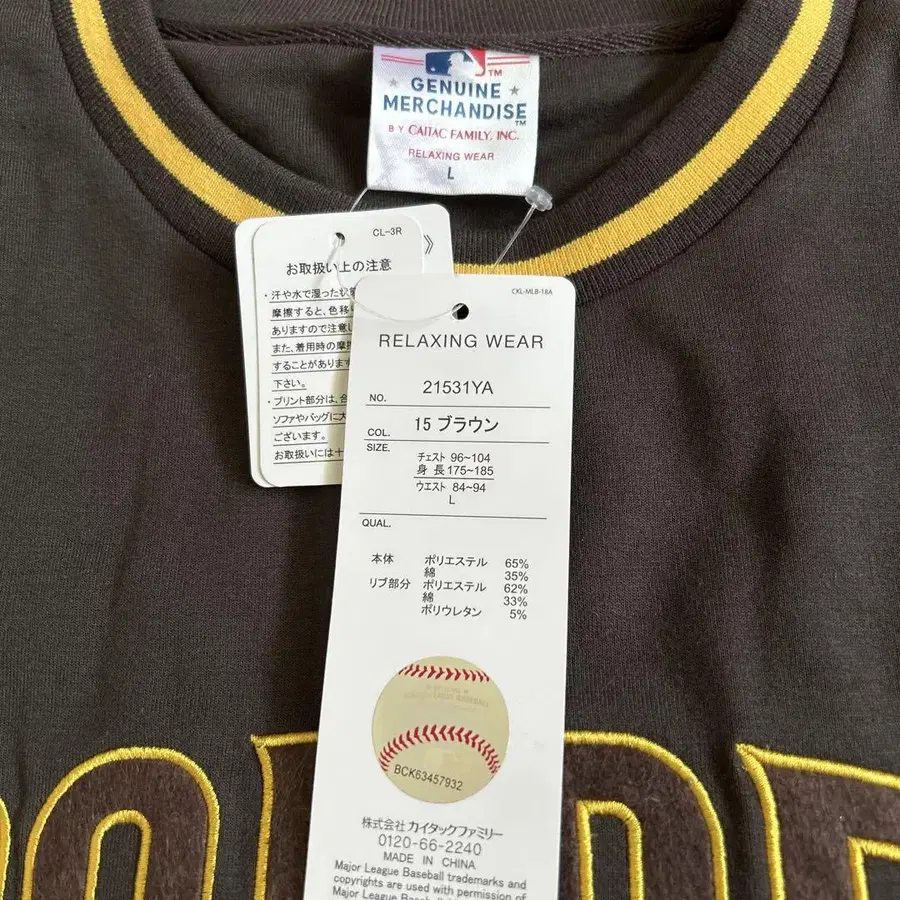 TM
GENUINE
MERCHANDISE
TM
BY CAITAC FAMILY, INC.
RELAXING WEAR
L
CL-3R
お取扱い上の注意
・汗や水で湿った状
摩擦すると、色移
ありますので注意し
また、着用時の摩
することがあります
下さい。
・プリント部分は、合
ソファやバッグに大
ございます。
お取扱いには十
》
CKL-MLB-18A
RELAXING WEAR
NO. 21531YA
COL. 15 ブラウン
SIZE.
チェスト 96~104
身 長 175~185
ウエスト 84~94
L
QUAL.
本体 ポリエステル 65%
綿 35%
リブ部分 ポリエステル 62%
綿 33%
ポリウレタン 5%
BCK63457932
株式会社カイタックファミリー
0120-66-2240
MADE IN CHINA
Major League Baseball trademarks and
copyrights are used with permission of
Major League Baseball